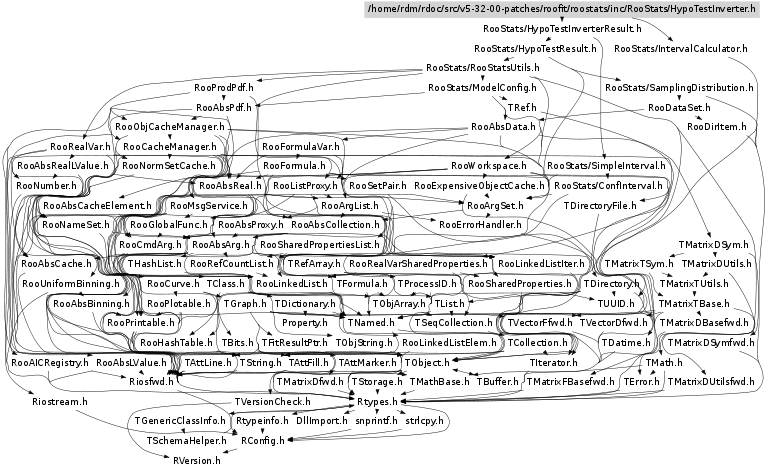 /home/rdm/rdoc/src/v5-32-00-patches/roofit/roostats/inc/RooStats/HypoTestInverter.h
RooStats/HypoTestInverterResult.h
RooStats/HypoTestResult.h RooStats/IntervalCalculator.h
RooStats/RooStatsUtils.h
RooProdPdf.h RooStats/ModelConfig.h RooStats/SamplingDistribution.h
RooAbsPdf.h TRef.h RooDataSet.h
RooObjCacheManager.h RooAbsData.h RooDirItem.h
RooRealVar.h RooCacheManager.h RooFormulaVar.h
RooAbsRealLValue.h RooNormSetCache.h RooFormula.h RooWorkspace.h RooStats/SimpleInterval.h
RooNumber.h RooAbsReal.h RooListProxy.h RooSetPair.h RooExpensiveObjectCache.h RooStats/ConfInterval.h
RooAbsCacheElement.h RooMsgService.h RooArgList.h RooArgSet.h TDirectoryFile.h
RooNameSet.h RooGlobalFunc.h RooAbsProxy.h RooAbsCollection.h RooErrorHandler.h
RooCmdArg.h RooAbsArg.h RooSharedPropertiesList.h TMatrixDSym.h
RooAbsCache.h THashList.h RooRefCountList.h TRefArray.h RooRealVarSharedProperties.h RooLinkedListIter.h TMatrixTSym.h TMatrixDUtils.h
RooUniformBinning.h RooCurve.h TClass.h RooLinkedList.h TFormula.h TProcessID.h RooSharedProperties.h TDirectory.h TMatrixTUtils.h
RooAbsBinning.h RooPlotable.h TGraph.h TDictionary.h TObjArray.h TList.h TUUID.h TMatrixTBase.h
RooPrintable.h Property.h TNamed.h TSeqCollection.h TVectorFfwd.h TVectorDfwd.h TMatrixDBasefwd.h
RooHashTable.h TBits.h TFitResultPtr.h TObjString.h RooLinkedListElem.h TCollection.h TDatime.h TMatrixDSymfwd.h
RooAICRegistry.h RooAbsLValue.h TAttLine.h TString.h TAttFill.h TAttMarker.h TObject.h TIterator.h TMath.h
Riosfwd.h TMatrixDfwd.h TStorage.h TMathBase.h TBuffer.h TMatrixFBasefwd.h TError.h TMatrixDUtilsfwd.h
Riostream.h TVersionCheck.h Rtypes.h
TGenericClassInfo.h Rtypeinfo.h DllImport.h snprintf.h strlcpy.h
TSchemaHelper.h RConfig.h
RVersion.h